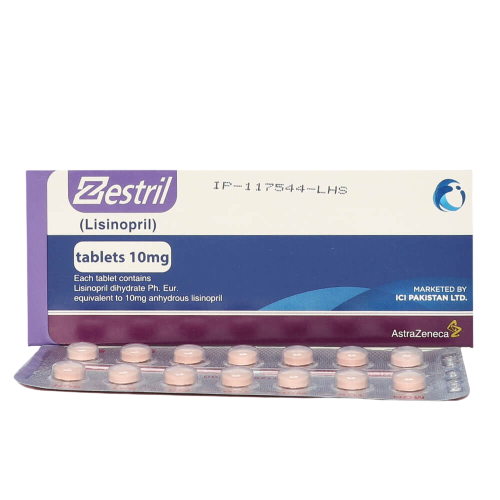 Zestril
IP-117544-LHS
(Lisinopril)
tablets 10mg
Each tablet contains
Lisinopril dihydrate Ph. Eur.
equivalent to 10mg anhydrous lisinopril
MARKETED BY
ICI PAKISTAN LTD.
AstraZeneca